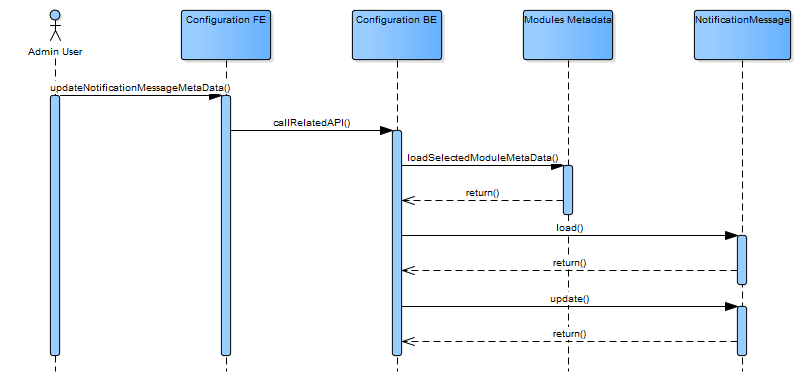 Configuration FE
Configuration BE
Modules Metadata
NotificationMessage
Admin User
updateNotificationMessageMetaData()
callRelatedAPI()
loadSelectedModuleMetaData()
return()
load()
return()
update()
return()